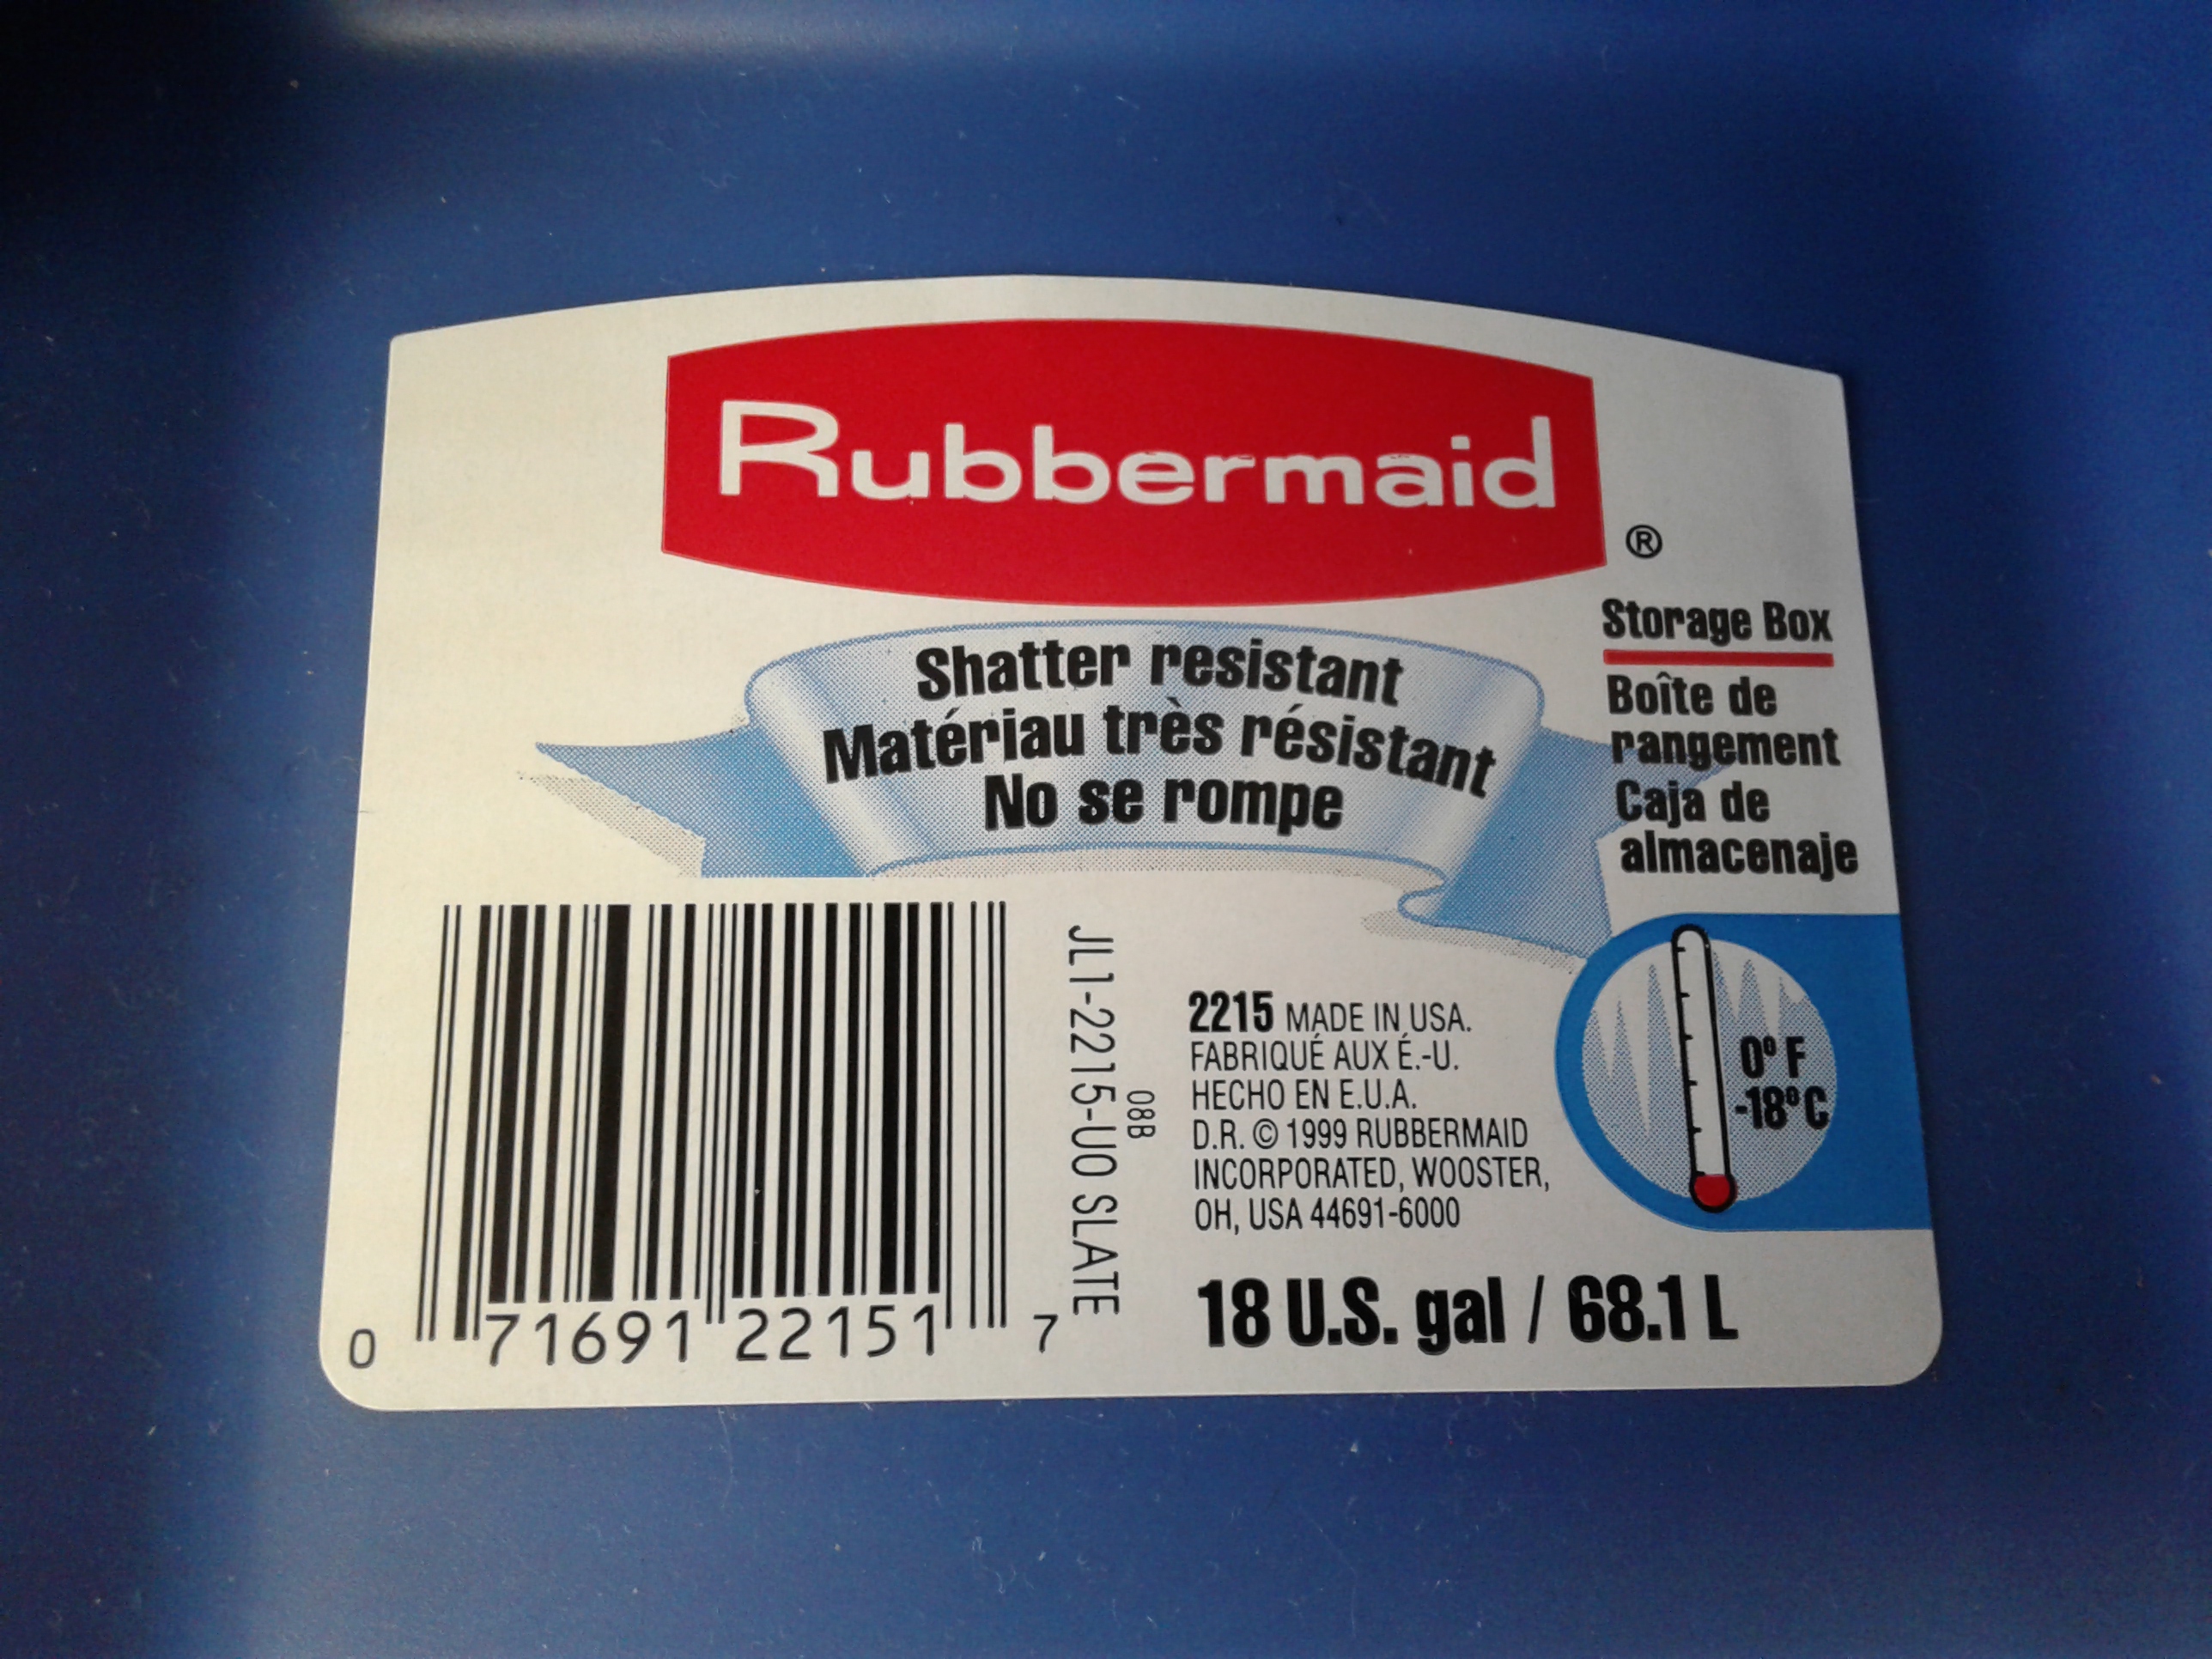 Rubbermaid
®
Shatter resistant
Matériau très résistant
No se rompe
Storage Box
Boîte de
rangement
Caja de
almacenaje
0° F
-18°C
0 71691 22151 7
JL1-2215-U0 SLATE
08B
2215 MADE IN USA.
FABRIQUÉ AUX É.-U.
HECHO EN E.U.A.
D.R. © 1999 RUBBERMAID
INCORPORATED, WOOSTER,
OH, USA 44691-6000
18 U.S. gal / 68.1 L